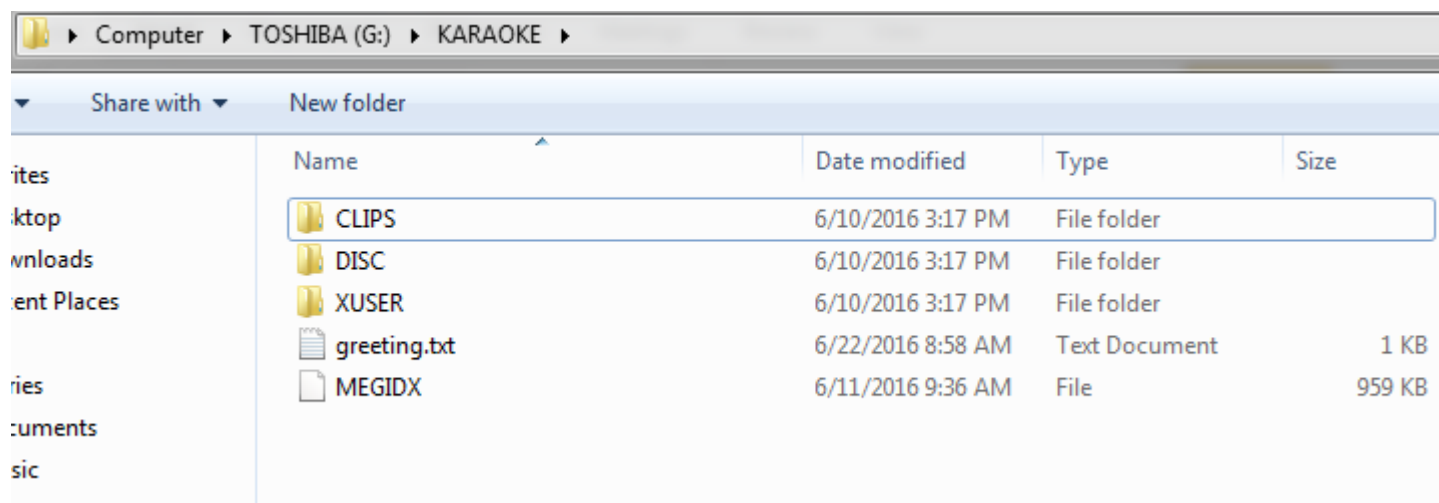 Computer TOSHIBA (G:) KARAOKE
Share with New folder
Name Date modified Type Size
rites
sktop
wnloads
cent Places
ries
cuments
sic
CLIPS 6/10/2016 3:17 PM File folder
DISC 6/10/2016 3:17 PM File folder
XUSER 6/10/2016 3:17 PM File folder
greeting.txt 6/22/2016 8:58 AM Text Document 1 KB
MEGIDX 6/11/2016 9:36 AM File 959 KB